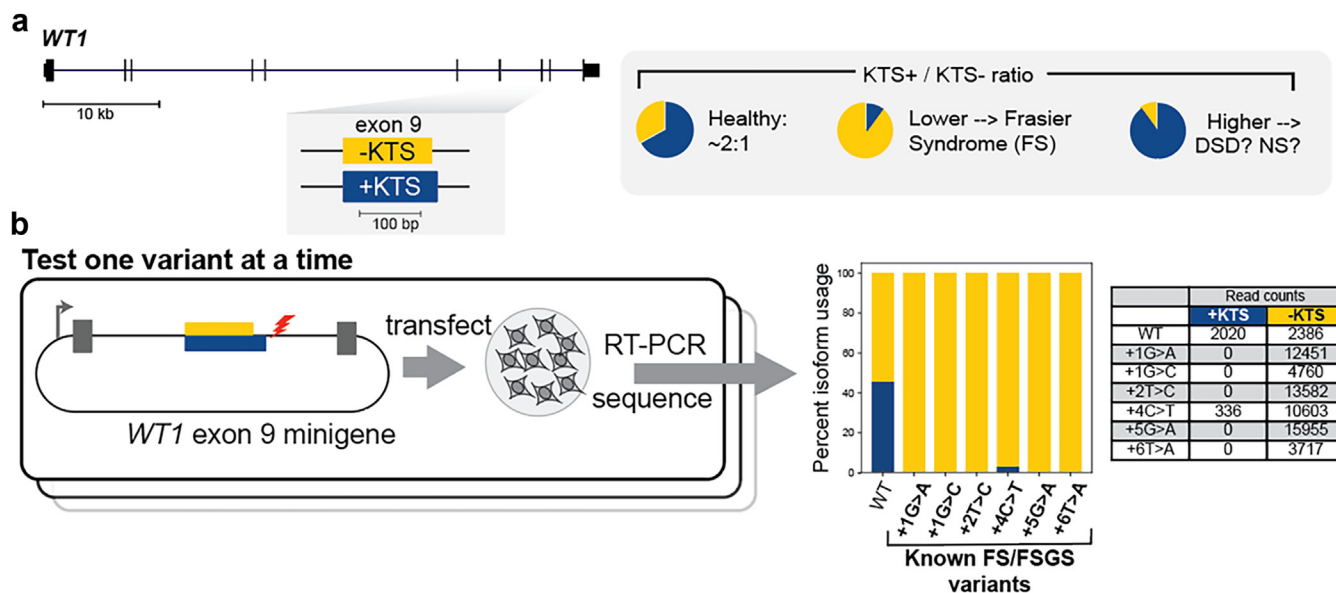 a
WT1
10 kb
exon 9
-KTS
+KTS
100 bp
KTS+ / KTS- ratio
Healthy:
~2:1
Lower --> Frasier
Syndrome (FS)
Higher -->
DSD? NS?
b
Test one variant at a time
transfect
RT-PCR
sequence
WT1 exon 9 minigene
Percent isoform usage
100
80
60
40
20
0
WT
+1G>A
+1G>C
+2T>C
+4C>T
+5G>A
+6T>A
Known FS/FSGS
variants
Read counts
+KTS -KTS
WT 2020 2386
+1G>A 0 12451
+1G>C 0 4760
+2T>C 0 13582
+4C>T 336 10603
+5G>A 0 15955
+6T>A 0 3717